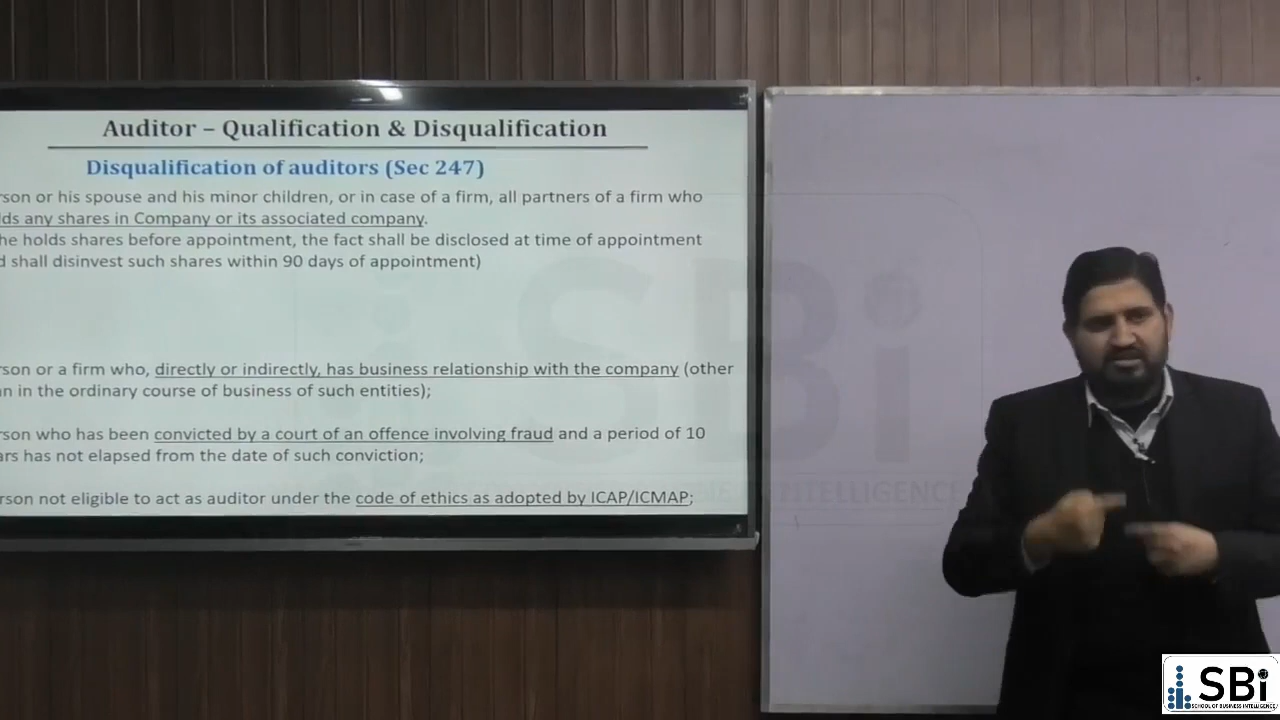 Auditor – Qualification & Disqualification
Disqualification of auditors (Sec 247)
rson or his spouse and his minor children, or in case of a firm, all partners of a firm who
lds any shares in Company or its associated company.
he holds shares before appointment, the fact shall be disclosed at time of appointment
d shall disinvest such shares within 90 days of appointment)
rson or a firm who, directly or indirectly, has business relationship with the company (other
n in the ordinary course of business of such entities);
rson who has been convicted by a court of an offence involving fraud and a period of 10
ars has not elapsed from the date of such conviction;
rson not eligible to act as auditor under the code of ethics as adopted by ICAP/ICMAP;
SBi
INTELLIGENCE
SBi
SCHOOL OF BUSINESS INTELLIGENCE